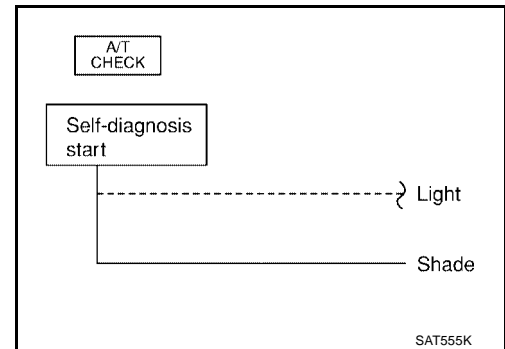 A/T
CHECK
Self-diagnosis
start
Light
Shade
SAT555K